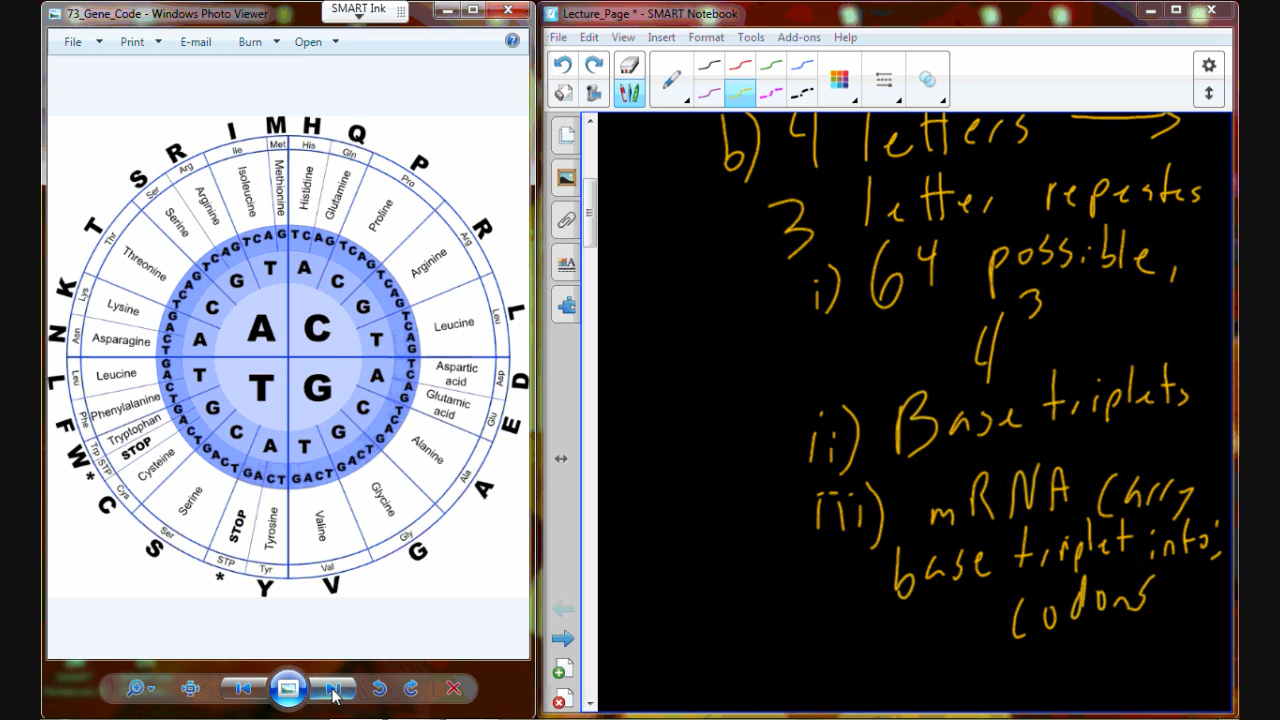 73_Gene_Code - Windows Photo Viewer
SMART Ink
File Print E-mail Burn Open
M H Q P R L D E A G V Y * S C * W F L N K T S R I
Met His Gln Pro Arg Leu Asp Glu Ala Gly Val Tyr STP Ser Cys STP Trp Phe Leu Asn Lys Thr Ser Arg Ile
Methionine
Histidine
Glutamine
Proline
Arginine
Leucine
Aspartic acid
Glutamic acid
Alanine
Glycine
Valine
Tyrosine
STOP
Serine
Cysteine
STOP
Tryptophan
Phenylalanine
Leucine
Asparagine
Lysine
Threonine
Serine
Arginine
Isoleucine
T A
G C
C G
A T
T A
G C
C G
A T
A C
T G
Lecture_Page * - SMART Notebook
File Edit View Insert Format Tools Add-ons Help
b) 4 letters →
3 letter repeates
i) 64 possible,
4³
ii) Base triplets
iii) mRNA carry
base triplet into;
codons